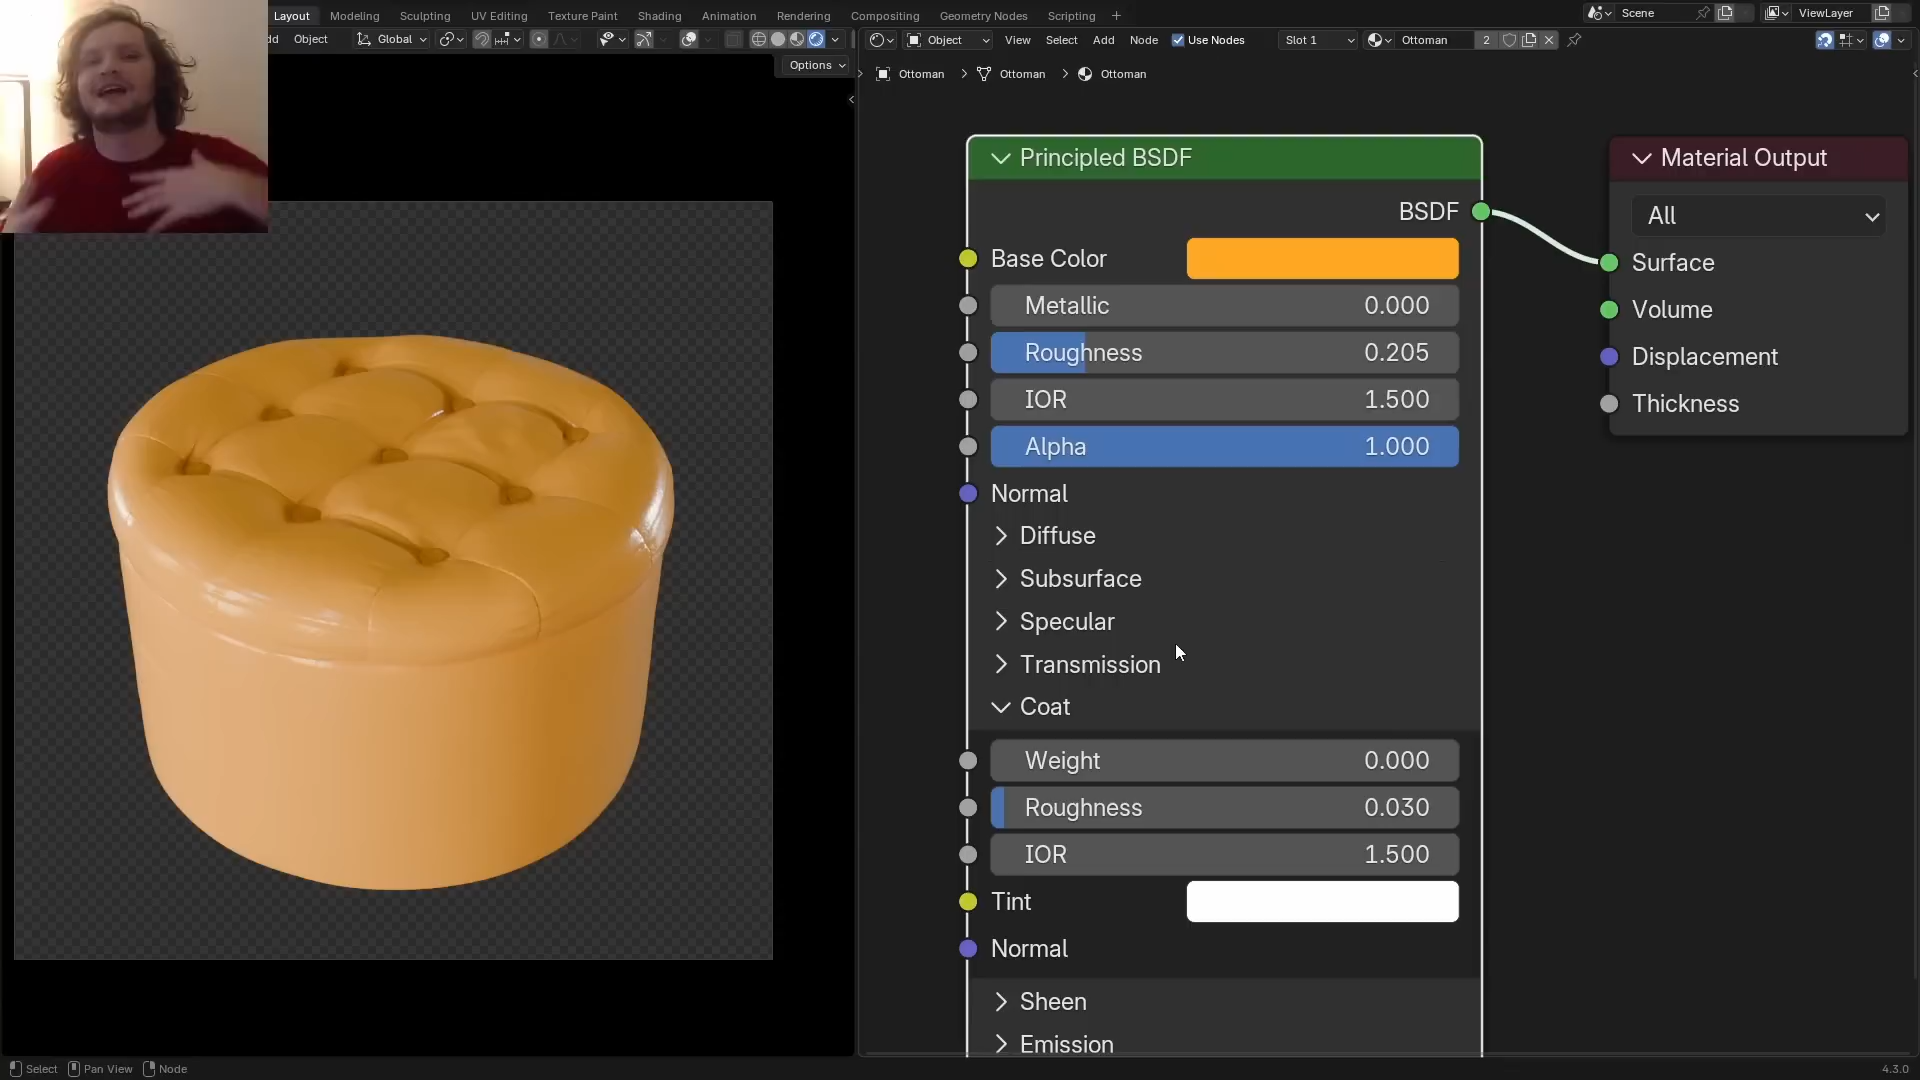 Layout Modeling Sculpting UV Editing Texture Paint Shading Animation Rendering Compositing Geometry Nodes Scripting + Scene ViewLayer
dd Object Global Object View Select Add Node Use Nodes Slot 1 Ottoman 2
Options
Ottoman > Ottoman > Ottoman
Principled BSDF
BSDF
Base Color
Metallic 0.000
Roughness 0.205
IOR 1.500
Alpha 1.000
Normal
Diffuse
Subsurface
Specular
Transmission
Coat
Weight 0.000
Roughness 0.030
IOR 1.500
Tint
Normal
Sheen
Emission
Material Output
All
Surface
Volume
Displacement
Thickness
Select Pan View Node 4.3.0